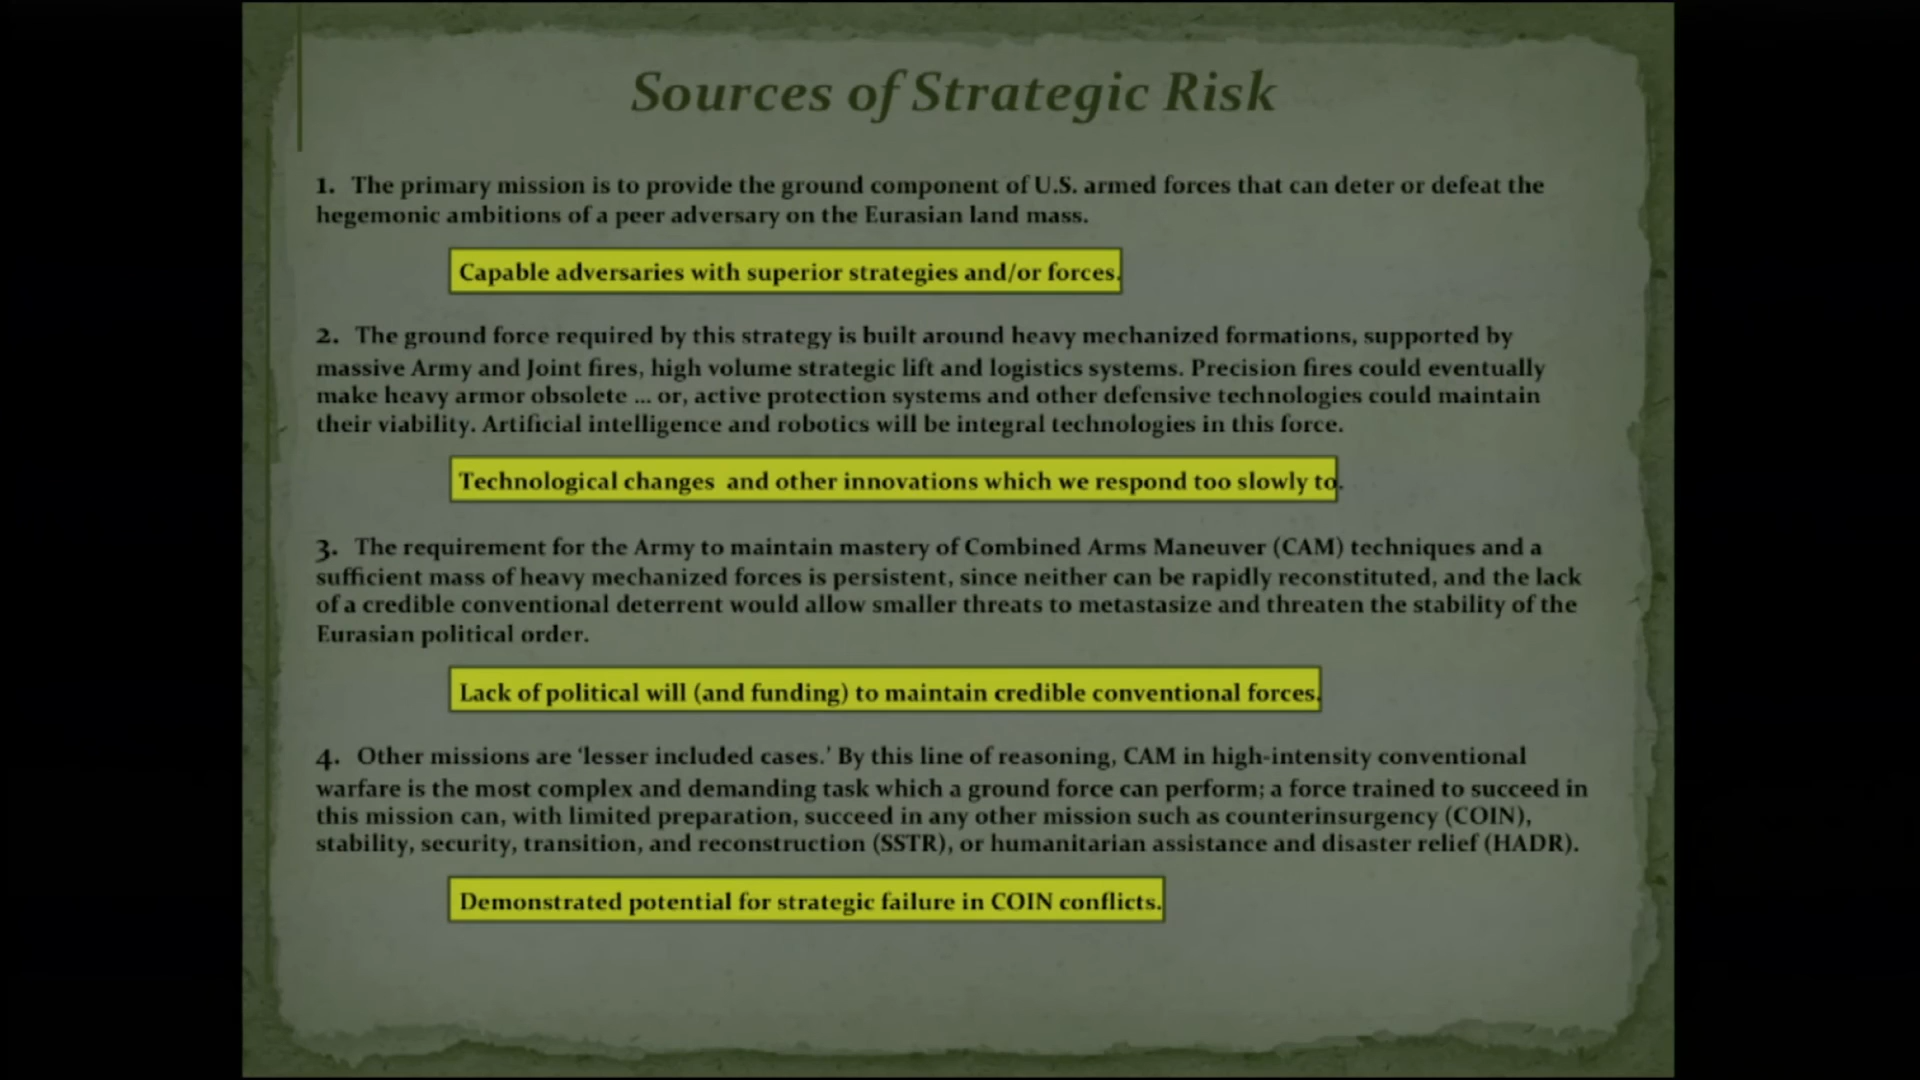 Sources of Strategic Risk
1. The primary mission is to provide the ground component of U.S. armed forces that can deter or defeat the
hegemonic ambitions of a peer adversary on the Eurasian land mass.
Capable adversaries with superior strategies and/or forces.
2. The ground force required by this strategy is built around heavy mechanized formations, supported by
massive Army and Joint fires, high volume strategic lift and logistics systems. Precision fires could eventually
make heavy armor obsolete ... or, active protection systems and other defensive technologies could maintain
their viability. Artificial intelligence and robotics will be integral technologies in this force.
Technological changes  and other innovations which we respond too slowly to.
3. The requirement for the Army to maintain mastery of Combined Arms Maneuver (CAM) techniques and a
sufficient mass of heavy mechanized forces is persistent, since neither can be rapidly reconstituted, and the lack
of a credible conventional deterrent would allow smaller threats to metastasize and threaten the stability of the
Eurasian political order.
Lack of political will (and funding) to maintain credible conventional forces.
4. Other missions are ‘lesser included cases.’ By this line of reasoning, CAM in high-intensity conventional
warfare is the most complex and demanding task which a ground force can perform; a force trained to succeed in
this mission can, with limited preparation, succeed in any other mission such as counterinsurgency (COIN),
stability, security, transition, and reconstruction (SSTR), or humanitarian assistance and disaster relief (HADR).
Demonstrated potential for strategic failure in COIN conflicts.